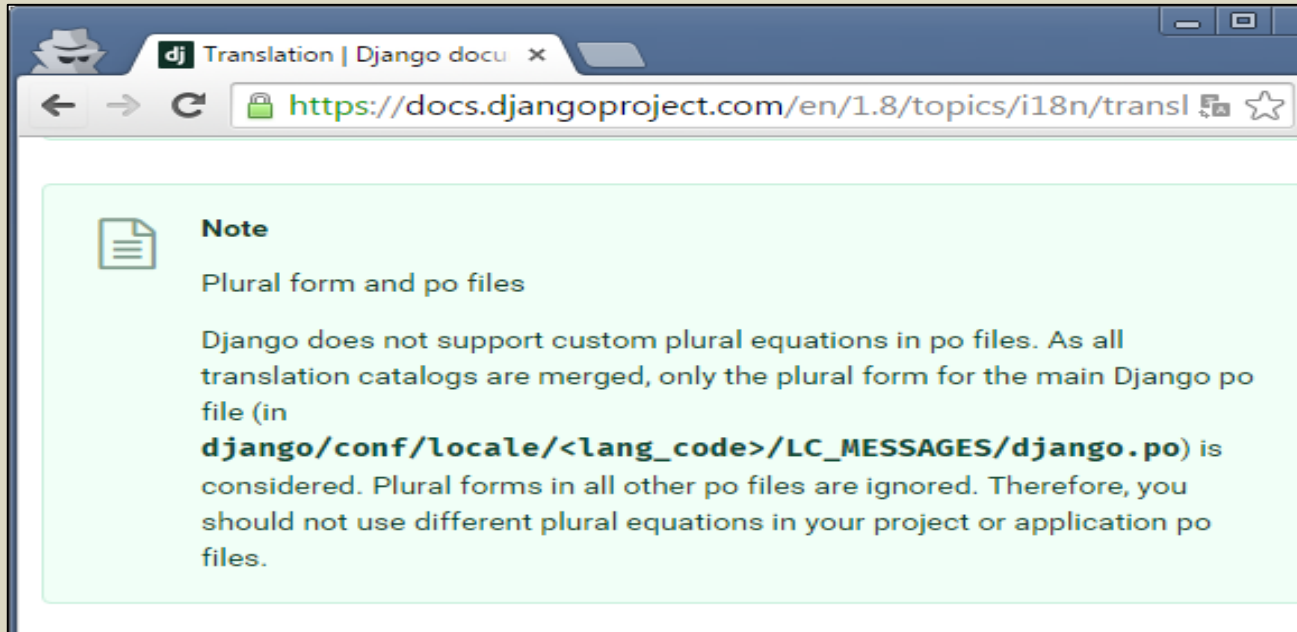 dj Translation | Django docu
https://docs.djangoproject.com/en/1.8/topics/i18n/transl
Note
Plural form and po files
Django does not support custom plural equations in po files. As all
translation catalogs are merged, only the plural form for the main Django po
file (in
django/conf/locale/<lang_code>/LC_MESSAGES/django.po) is
considered. Plural forms in all other po files are ignored. Therefore, you
should not use different plural equations in your project or application po
files.